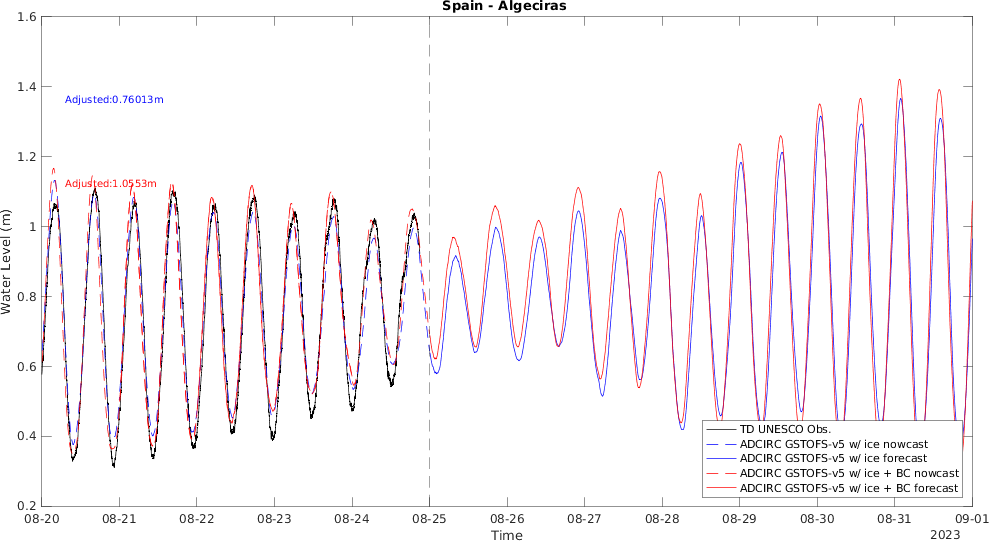 Spain - Algeciras
1.6
1.4
1.2
1
0.8
0.6
0.4
0.2
Water Level (m)
Adjusted:0.76013m
Adjusted:1.0553m
TD UNESCO Obs.
ADCIRC GSTOFS-v5 w/ ice nowcast
ADCIRC GSTOFS-v5 w/ ice forecast
ADCIRC GSTOFS-v5 w/ ice + BC nowcast
ADCIRC GSTOFS-v5 w/ ice + BC forecast
08-20 08-21 08-22 08-23 08-24 08-25 08-26 08-27 08-28 08-29 08-30 08-31 09-01
Time
2023